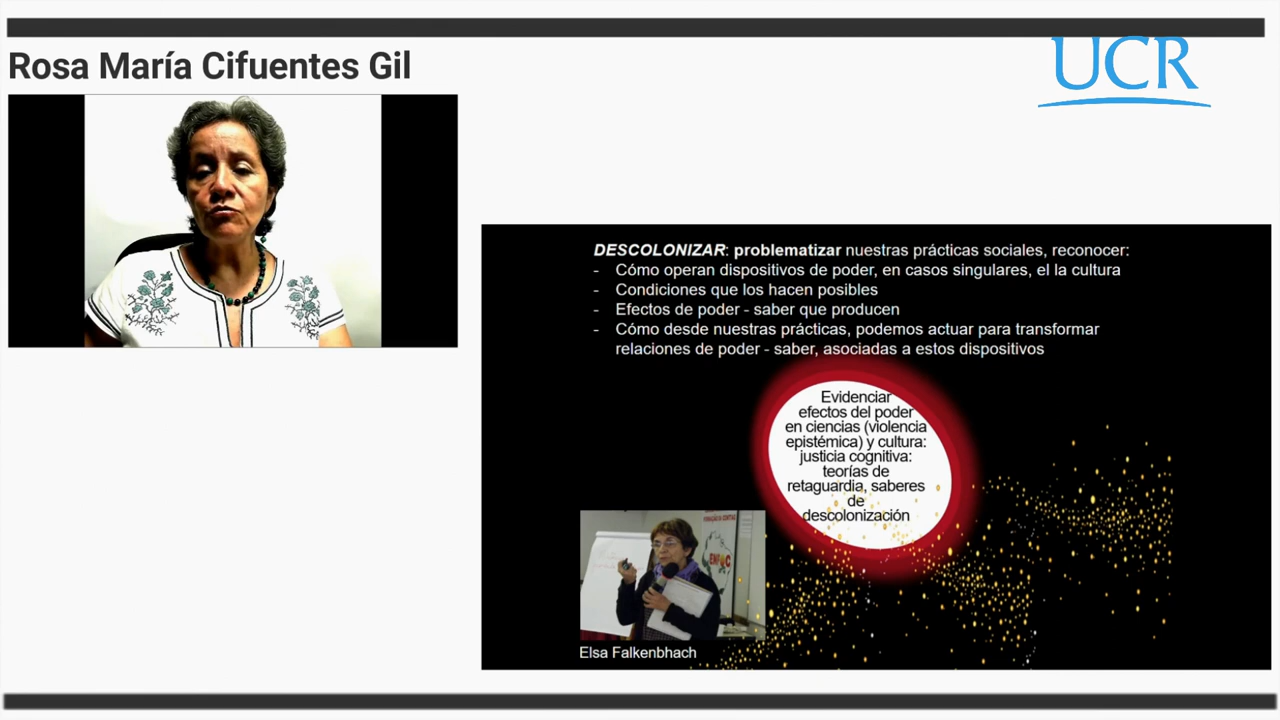 Rosa María Cifuentes Gil
UCR
DESCOLONIZAR: problematizar nuestras prácticas sociales, reconocer:
- Cómo operan dispositivos de poder, en casos singulares, el la cultura
- Condiciones que los hacen posibles
- Efectos de poder - saber que producen
- Cómo desde nuestras prácticas, podemos actuar para transformar
relaciones de poder - saber, asociadas a estos dispositivos
Evidenciar
efectos del poder
en ciencias (violencia
epistémica) y cultura:
justicia cognitiva:
teorías de
retaguardia, saberes
de
descolonización
Elsa Falkenbhach